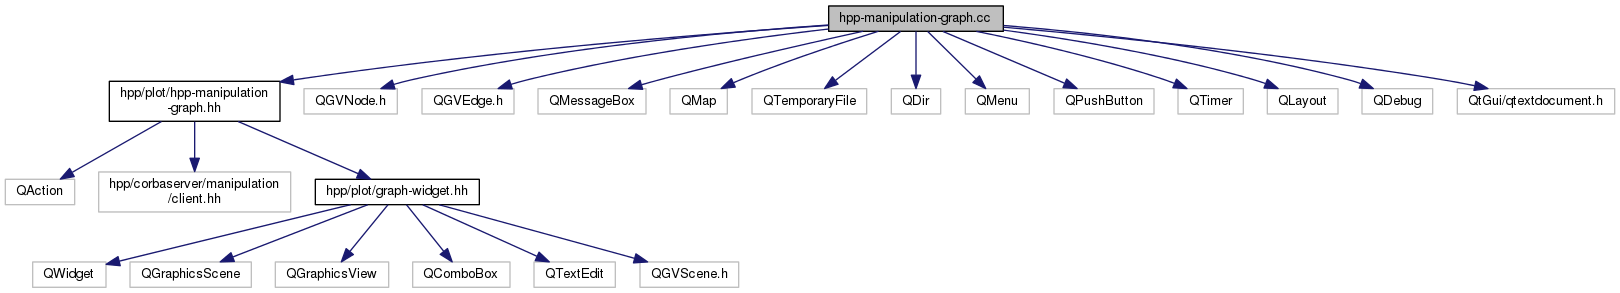 hpp-manipulation-graph.cc
hpp/plot/hpp-manipulation
-graph.hh
QGVNode.h
QGVEdge.h
QMessageBox
QMap
QTemporaryFile
QDir
QMenu
QPushButton
QTimer
QLayout
QDebug
QtGui/qtextdocument.h
QAction
hpp/corbaserver/manipulation
/client.hh
hpp/plot/graph-widget.hh
QWidget
QGraphicsScene
QGraphicsView
QComboBox
QTextEdit
QGVScene.h